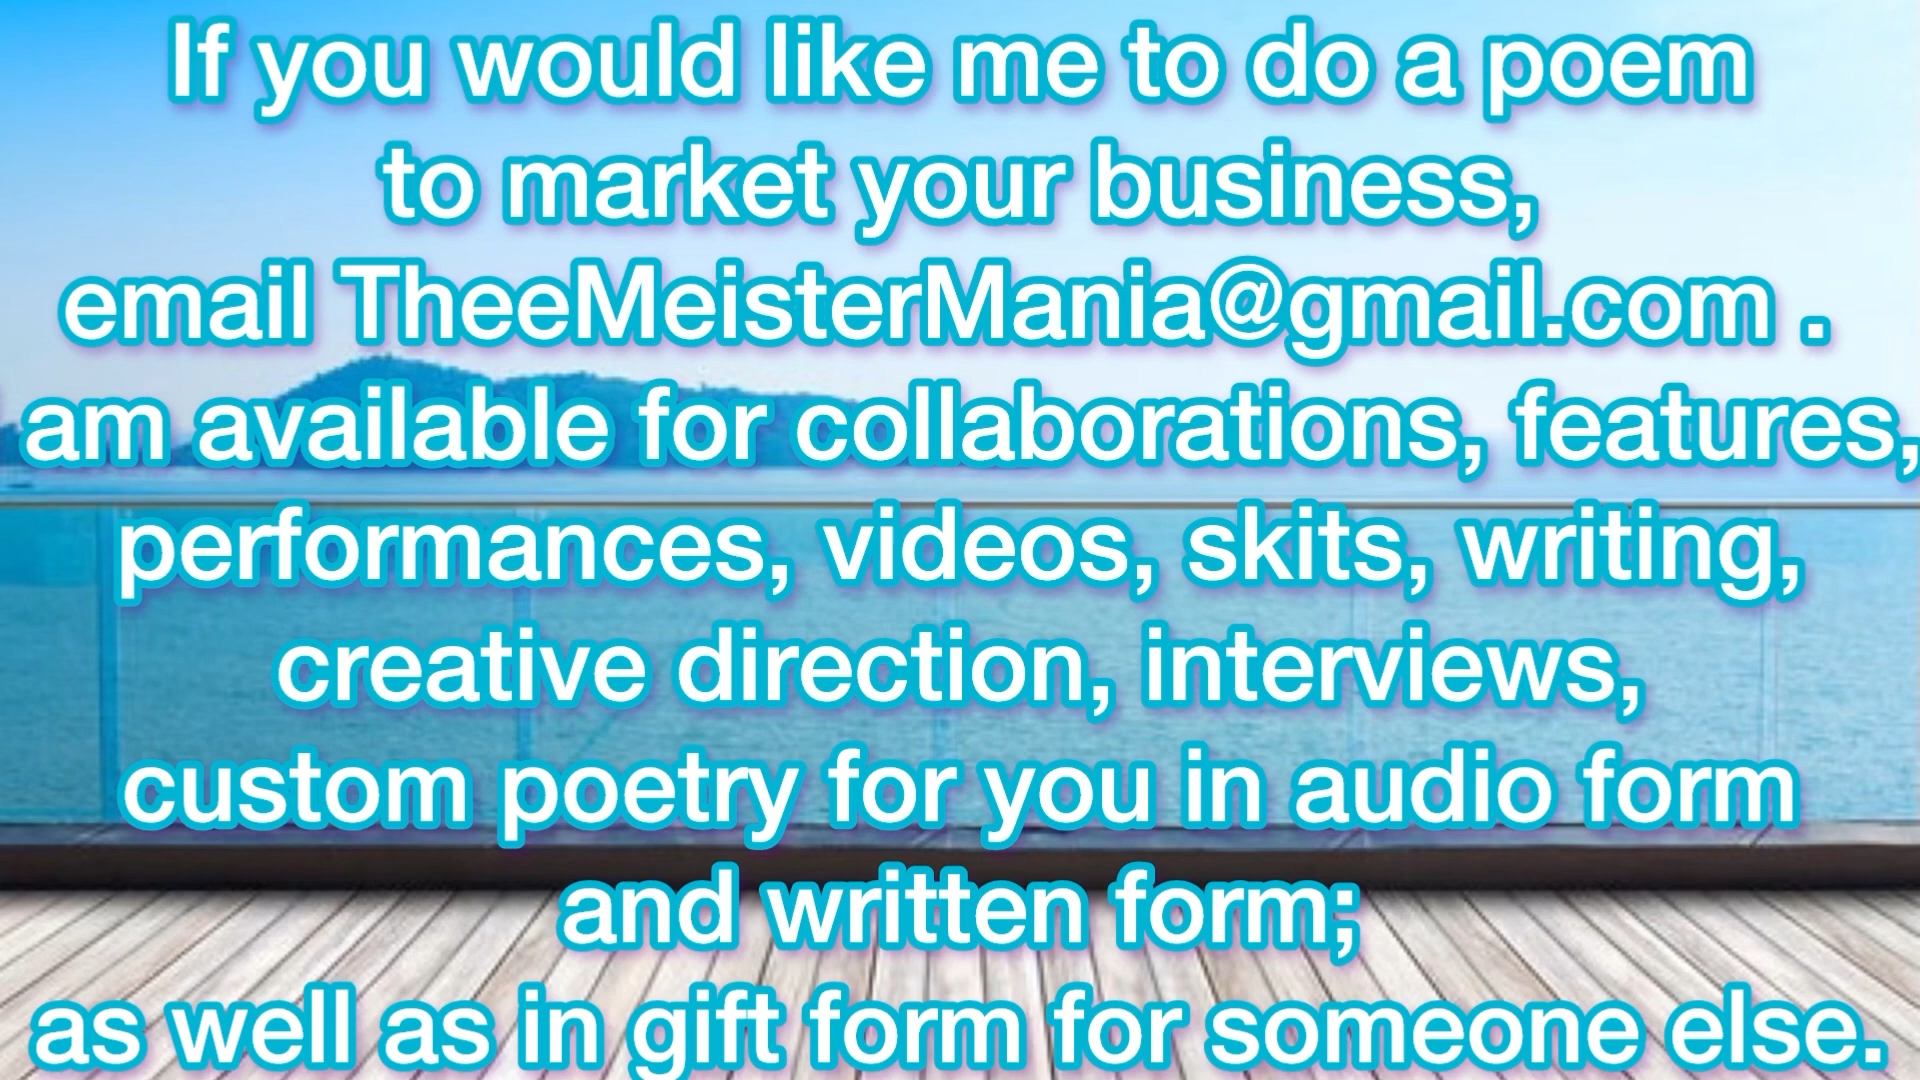 If you would like me to do a poem
to market your business,
email TheeMeisterMania@gmail.com .
am available for collaborations, features,
performances, videos, skits, writing,
creative direction, interviews,
custom poetry for you in audio form
and written form;
as well as in gift form for someone else.